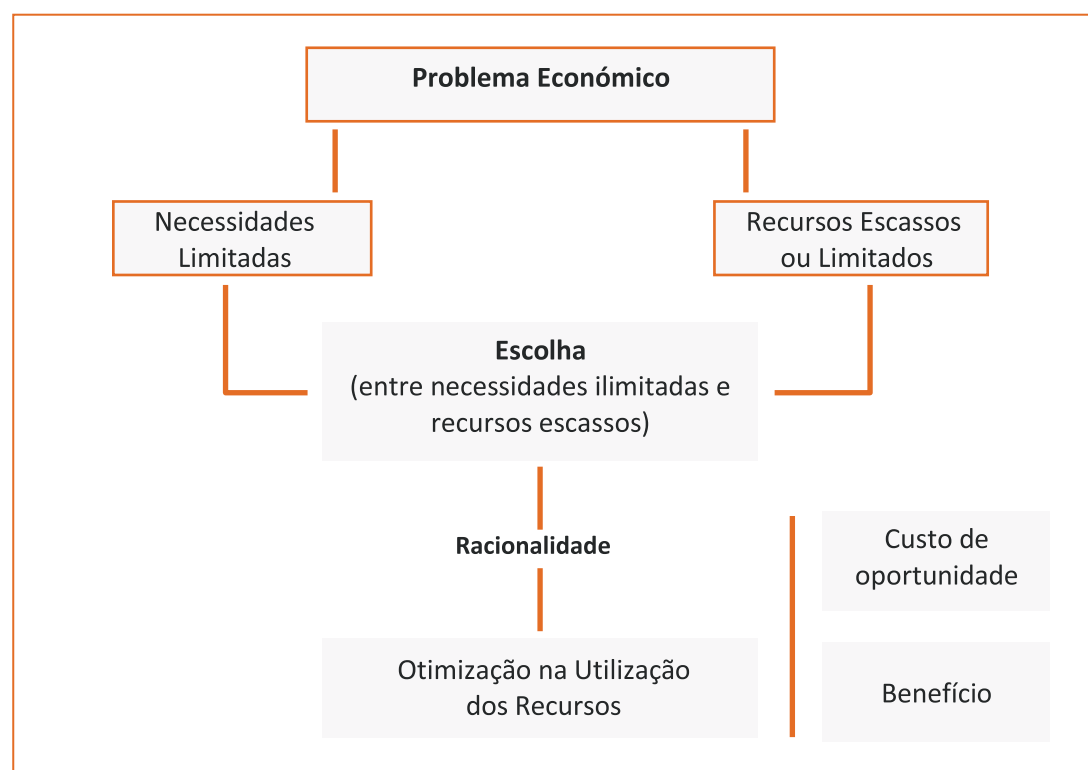 Problema Económico
Necessidades
Limitadas
Recursos Escassos
ou Limitados
Escolha
(entre necessidades ilimitadas e
recursos escassos)
Racionalidade
Custo de
oportunidade
Otimização na Utilização
dos Recursos
Benefício